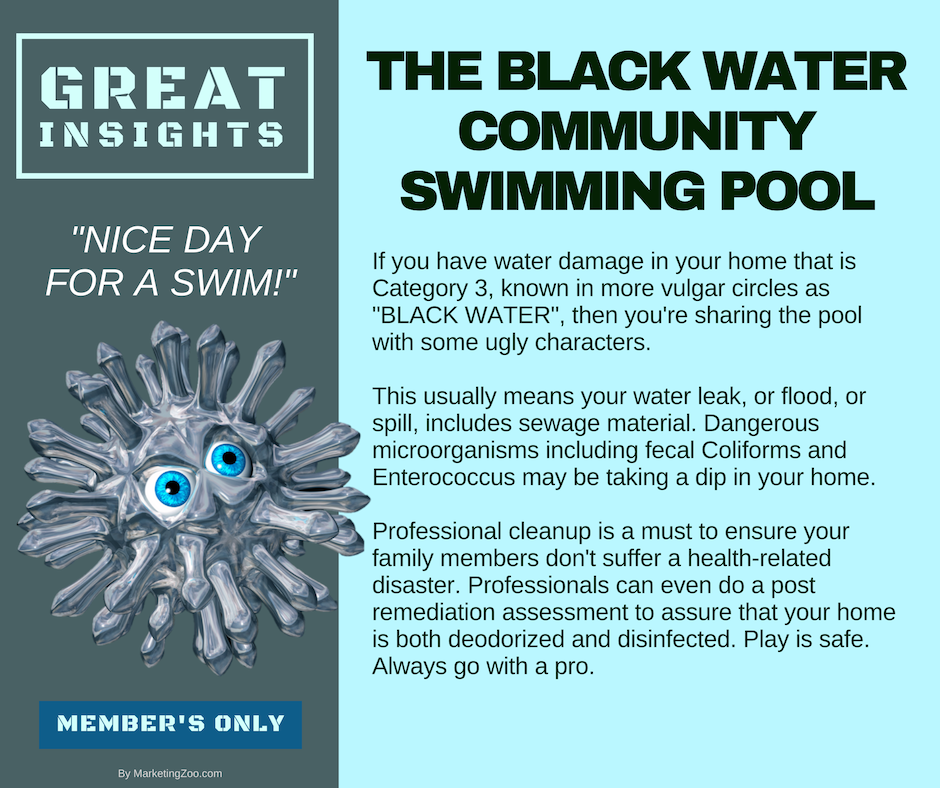 GREAT
INSIGHTS
"NICE DAY
FOR A SWIM!"
MEMBER'S ONLY
By MarketingZoo.com
THE BLACK WATER
COMMUNITY
SWIMMING POOL
If you have water damage in your home that is
Category 3, known in more vulgar circles as
"BLACK WATER", then you're sharing the pool
with some ugly characters.
This usually means your water leak, or flood, or
spill, includes sewage material. Dangerous
microorganisms including fecal Coliforms and
Enterococcus may be taking a dip in your home.
Professional cleanup is a must to ensure your
family members don't suffer a health-related
disaster. Professionals can even do a post
remediation assessment to assure that your home
is both deodorized and disinfected. Play is safe.
Always go with a pro.